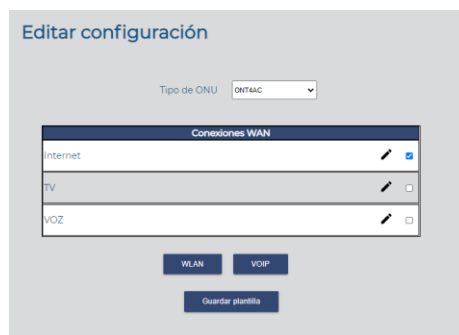 Editar configuración
Tipo de ONU ONT4AC
Conexiones WAN
Internet
TV
VOZ
WLAN VOIP
Guardar plantilla